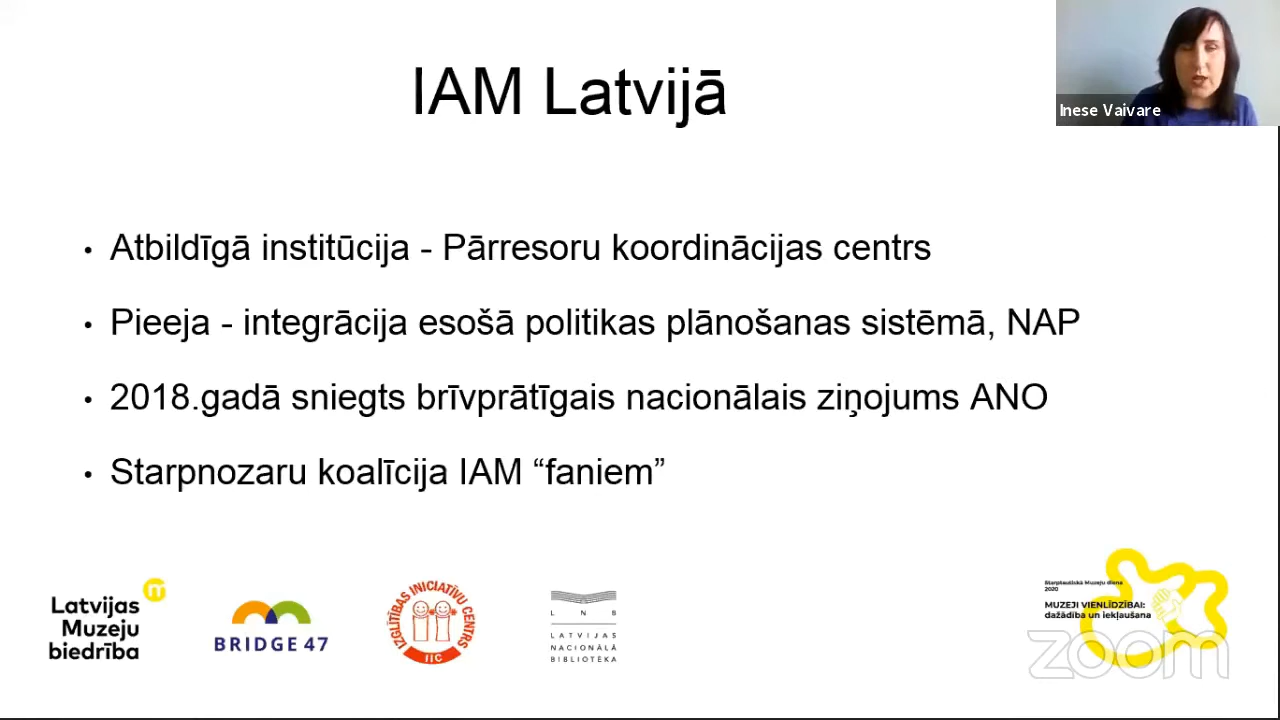 IAM Latvijā
Inese Vaivare
• Atbildīgā institūcija - Pārresoru koordinācijas centrs
• Pieeja - integrācija esošā politikas plānošanas sistēmā, NAP
• 2018.gadā sniegts brīvprātīgais nacionālais ziņojums ANO
• Starpnozaru koalīcija IAM “faniem”
m
Latvijas
Muzeju
biedrība
BRIDGE 47
IZGLĪTĪBAS INICIATĪVU CENTRS
IIC
L N B
LATVIJAS
NACIONĀLĀ
BIBLIOTĒKA
Starptautiskā Muzeju diena
2020
MUZEJI VIENLĪDZĪBAI:
dažādība un iekļaušana
zoom